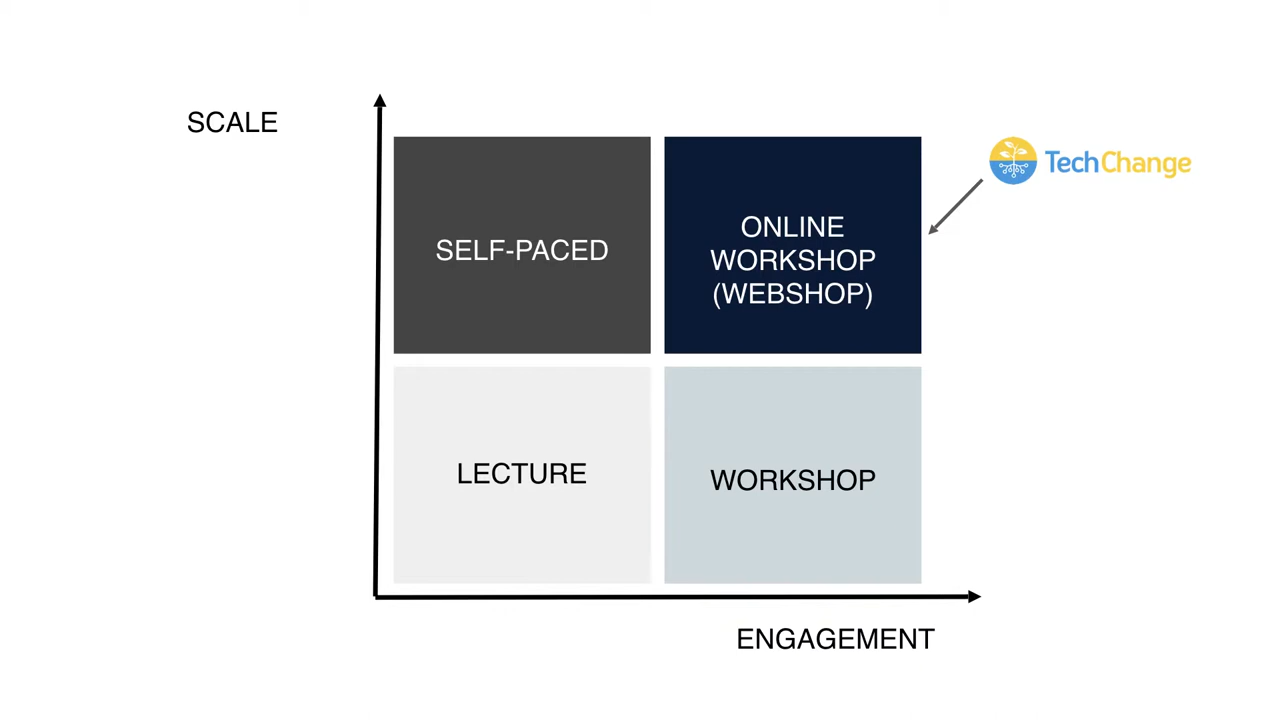 SCALE
TechChange
SELF-PACED
ONLINE
WORKSHOP
(WEBSHOP)
LECTURE
WORKSHOP
ENGAGEMENT